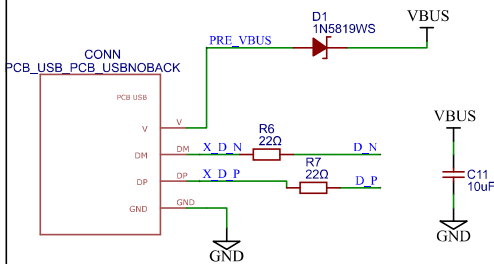 VBUS
D1
1N5819WS
PRE_VBUS
CONN
PCB_USB_PCB_USBNOBACK
PCB USB
V
V
DM
DM
X_D_N
R6
22Ω
D_N
DP
DP
X_D_P
R7
22Ω
D_P
GND
GND
GND
VBUS
C11
10uF
GND